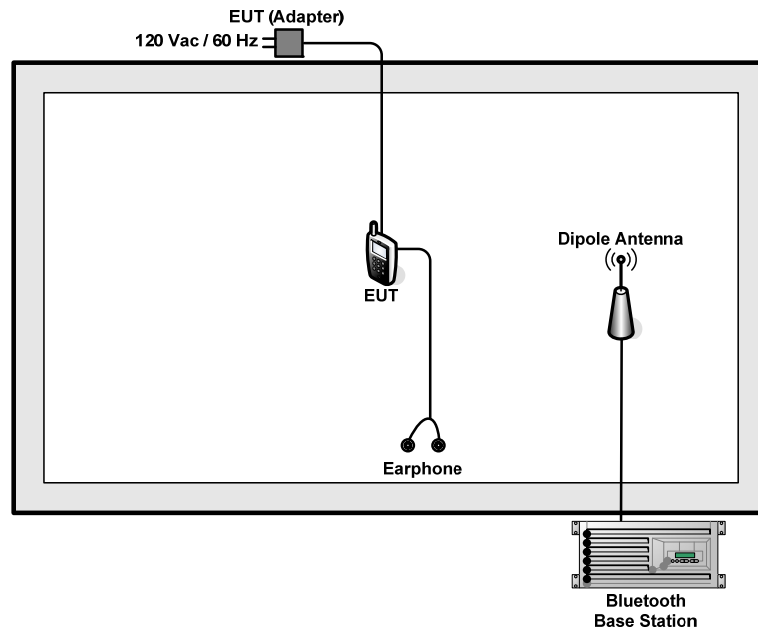 EUT (Adapter)
120 Vac / 60 Hz
Dipole Antenna
EUT
Earphone
Bluetooth
Base Station